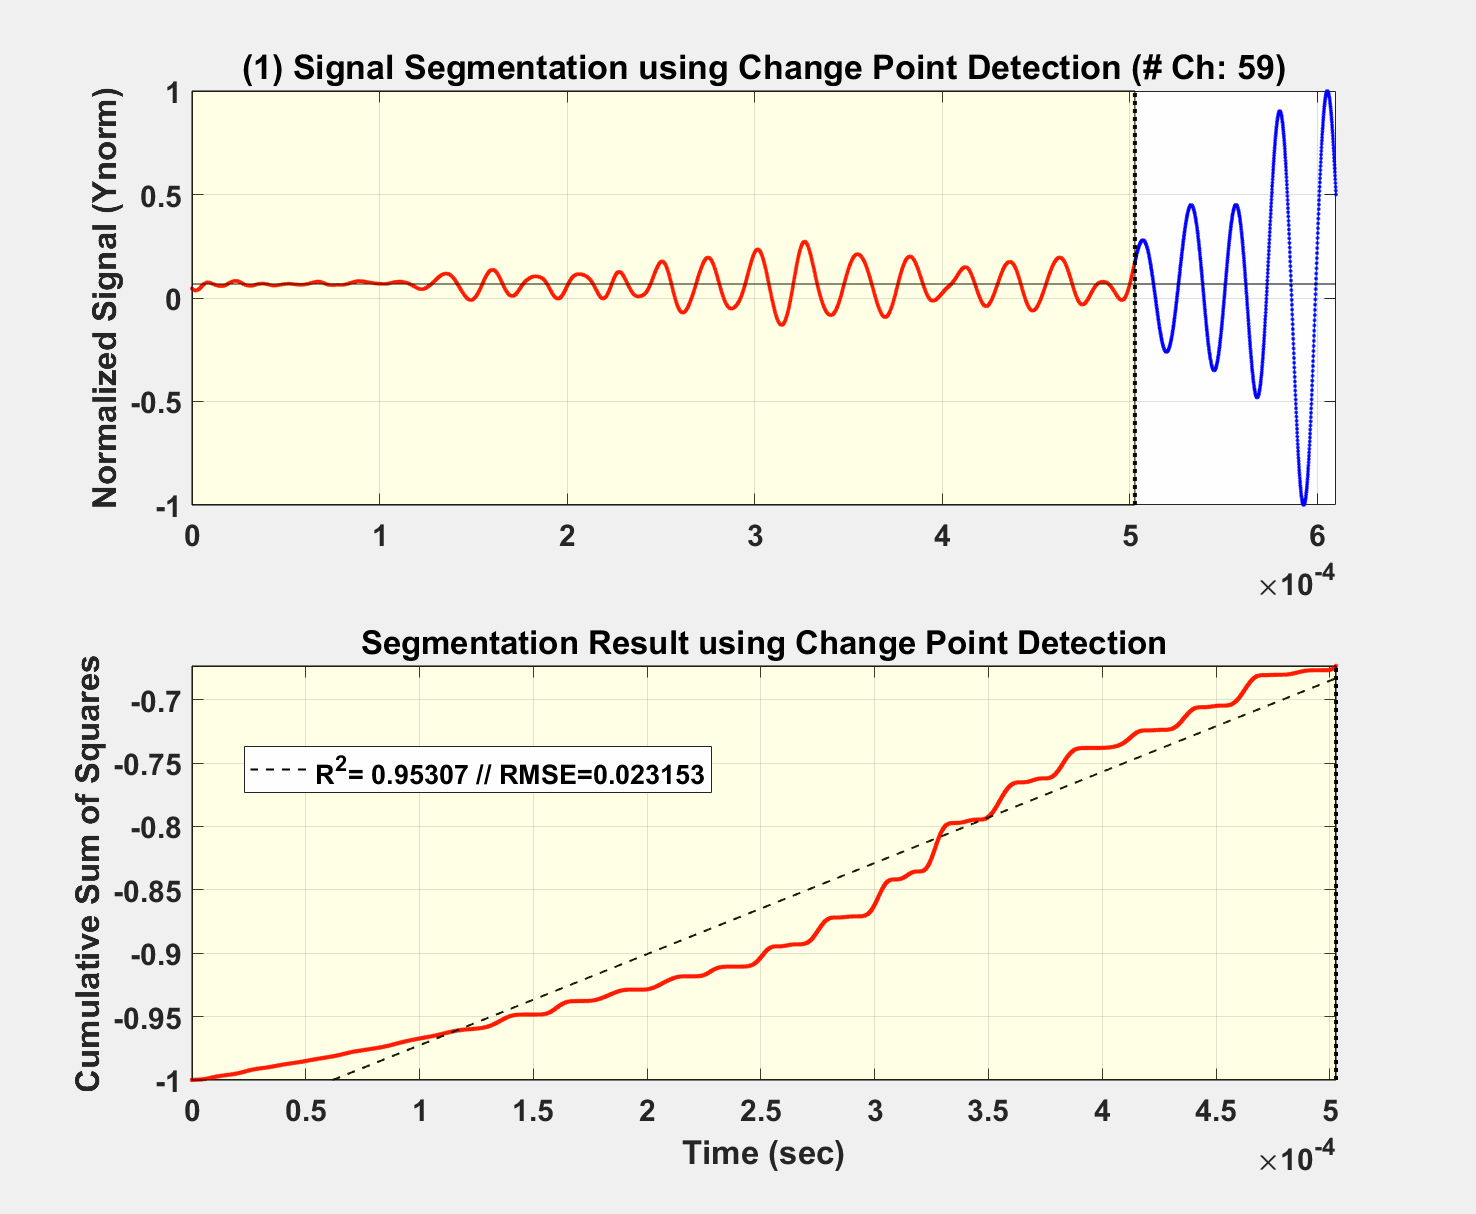 (1) Signal Segmentation using Change Point Detection (# Ch: 59)
Normalized Signal (Ynorm)
1
0.5
0
-0.5
-1
0 1 2 3 4 5 6
×10-4
Segmentation Result using Change Point Detection
Cumulative Sum of Squares
-0.7
-0.75
-0.8
-0.85
-0.9
-0.95
-1
R2= 0.95307 // RMSE=0.023153
0 0.5 1 1.5 2 2.5 3 3.5 4 4.5 5
Time (sec)
×10-4